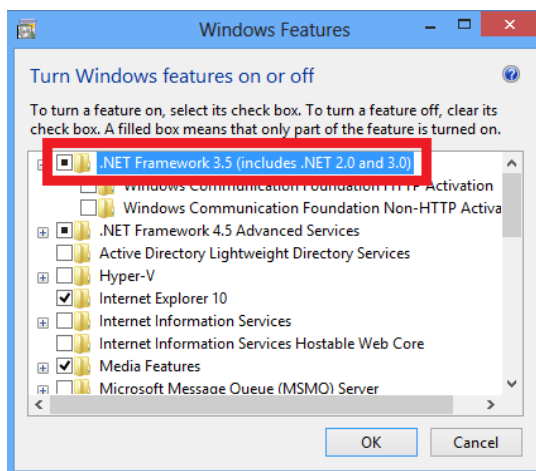 Windows Features
Turn Windows features on or off
To turn a feature on, select its check box. To turn a feature off, clear its
check box. A filled box means that only part of the feature is turned on.
.NET Framework 3.5 (includes .NET 2.0 and 3.0)
Windows Communication Foundation HTTP Activation
Windows Communication Foundation Non-HTTP Activa
.NET Framework 4.5 Advanced Services
Active Directory Lightweight Directory Services
Hyper-V
Internet Explorer 10
Internet Information Services
Internet Information Services Hostable Web Core
Media Features
Microsoft Message Queue (MSMQ) Server
OK
Cancel